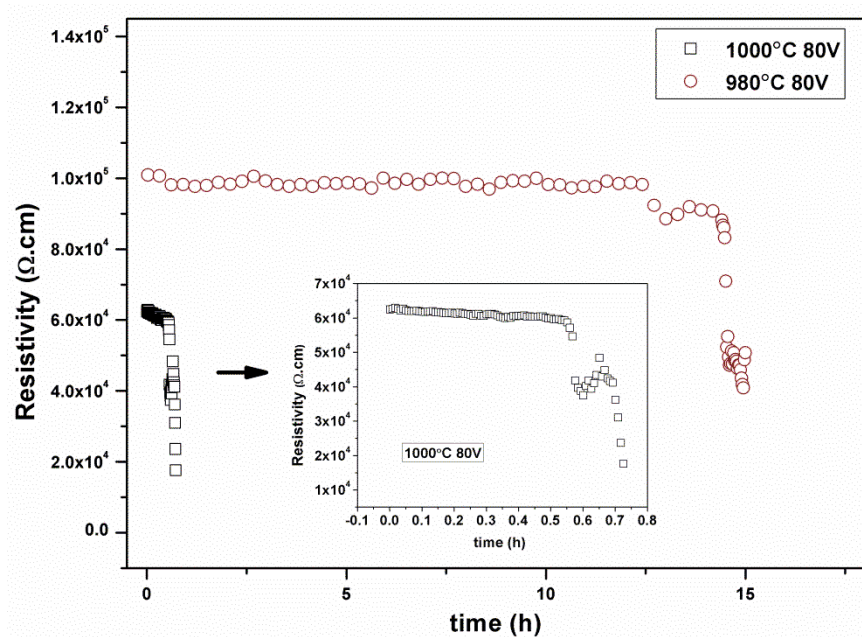 1.4x10⁵
1.2x10⁵
1.0x10⁵
8.0x10⁴
6.0x10⁴
4.0x10⁴
2.0x10⁴
0.0
Resistivity (Ω.cm)
1000°C 80V
980°C 80V
7x10⁴
6x10⁴
5x10⁴
4x10⁴
3x10⁴
2x10⁴
1x10⁴
Resistivity (Ω.cm)
1000°C 80V
-0.1 0.0 0.1 0.2 0.3 0.4 0.5 0.6 0.7 0.8
time (h)
0 5 10 15
time (h)